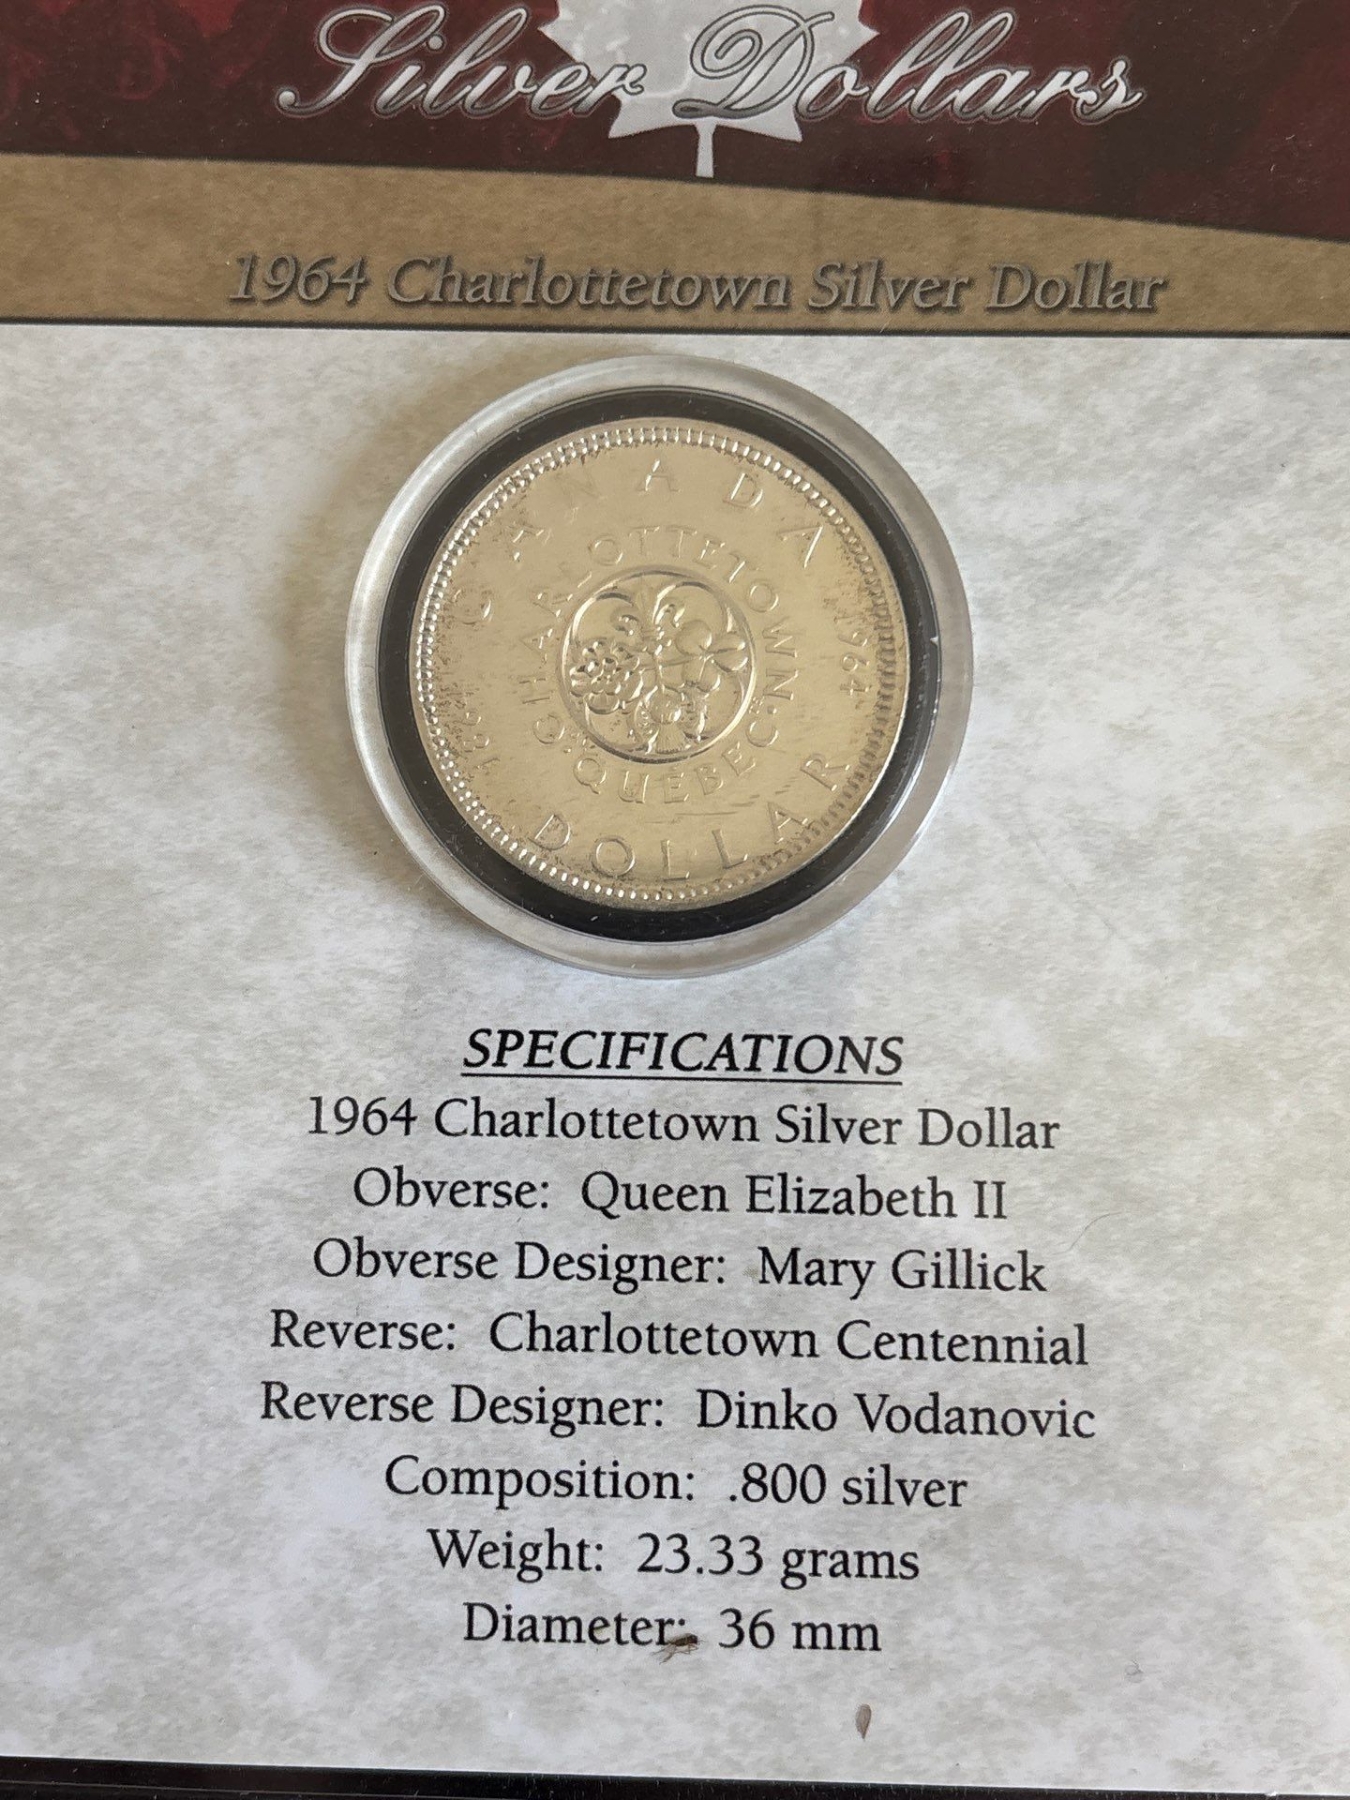 Silver Dollars
1964 Charlottetown Silver Dollar
CANADA
CHARLOTTETOWN · QUÉBEC ·
1864
1964
DOLLAR
SPECIFICATIONS
1964 Charlottetown Silver Dollar
Obverse: Queen Elizabeth II
Obverse Designer: Mary Gillick
Reverse: Charlottetown Centennial
Reverse Designer: Dinko Vodanovic
Composition: .800 silver
Weight: 23.33 grams
Diameter: 36 mm